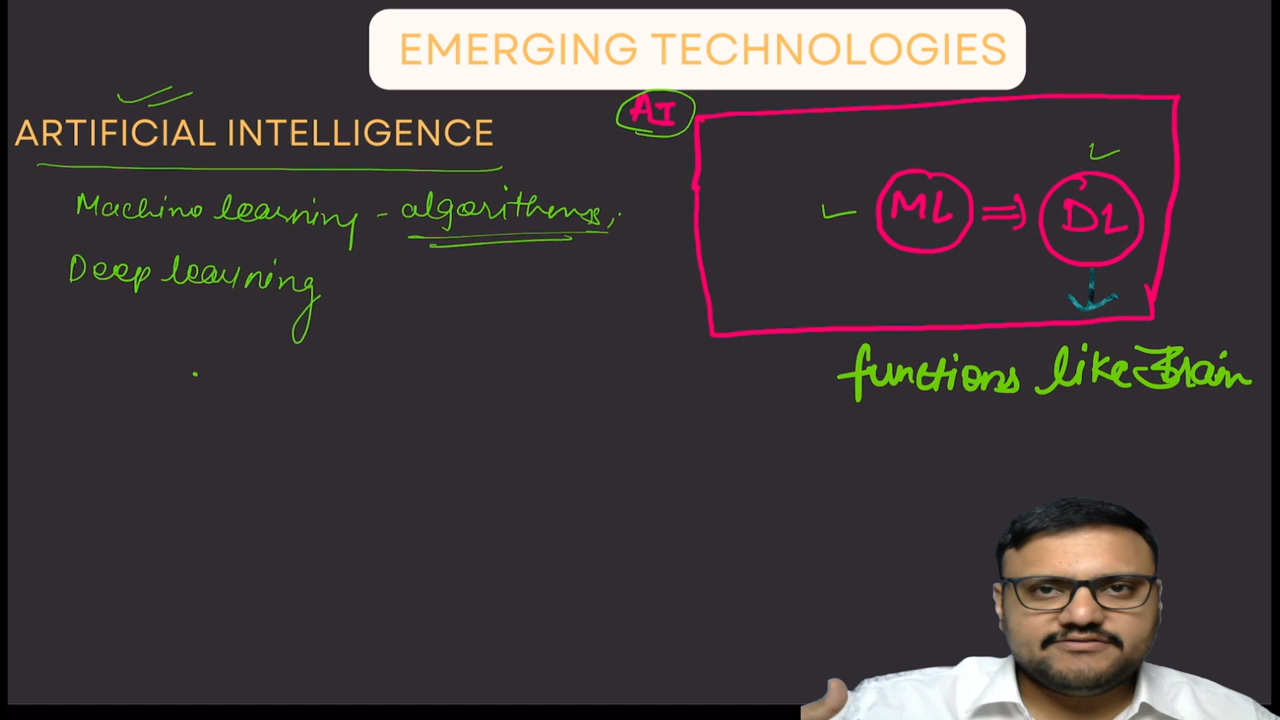 EMERGING TECHNOLOGIES
ARTIFICIAL INTELLIGENCE
AI
Machine learning - algorithms,
ML => DL
Deep learning
functions like Brain